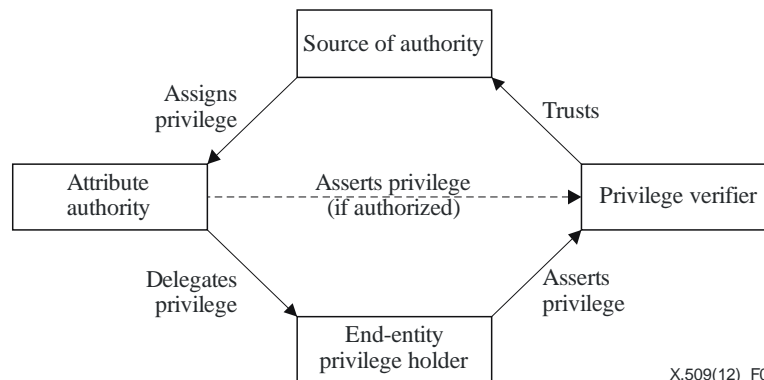 Source of authority
Assigns
privilege
Trusts
Attribute
authority
Asserts privilege
(if authorized)
Privilege verifier
Delegates
privilege
Asserts
privilege
End-entity
privilege holder
X.509(12)_F0